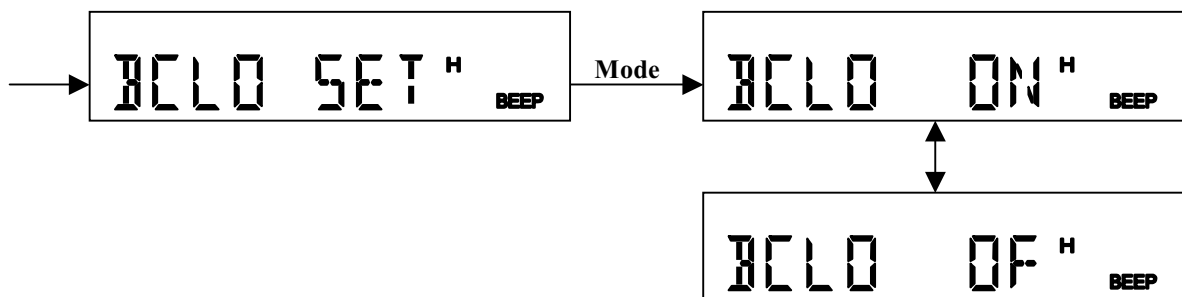 BCLO SET H
BEEP
Mode
BCLO ON H
BEEP
BCLO OF H
BEEP